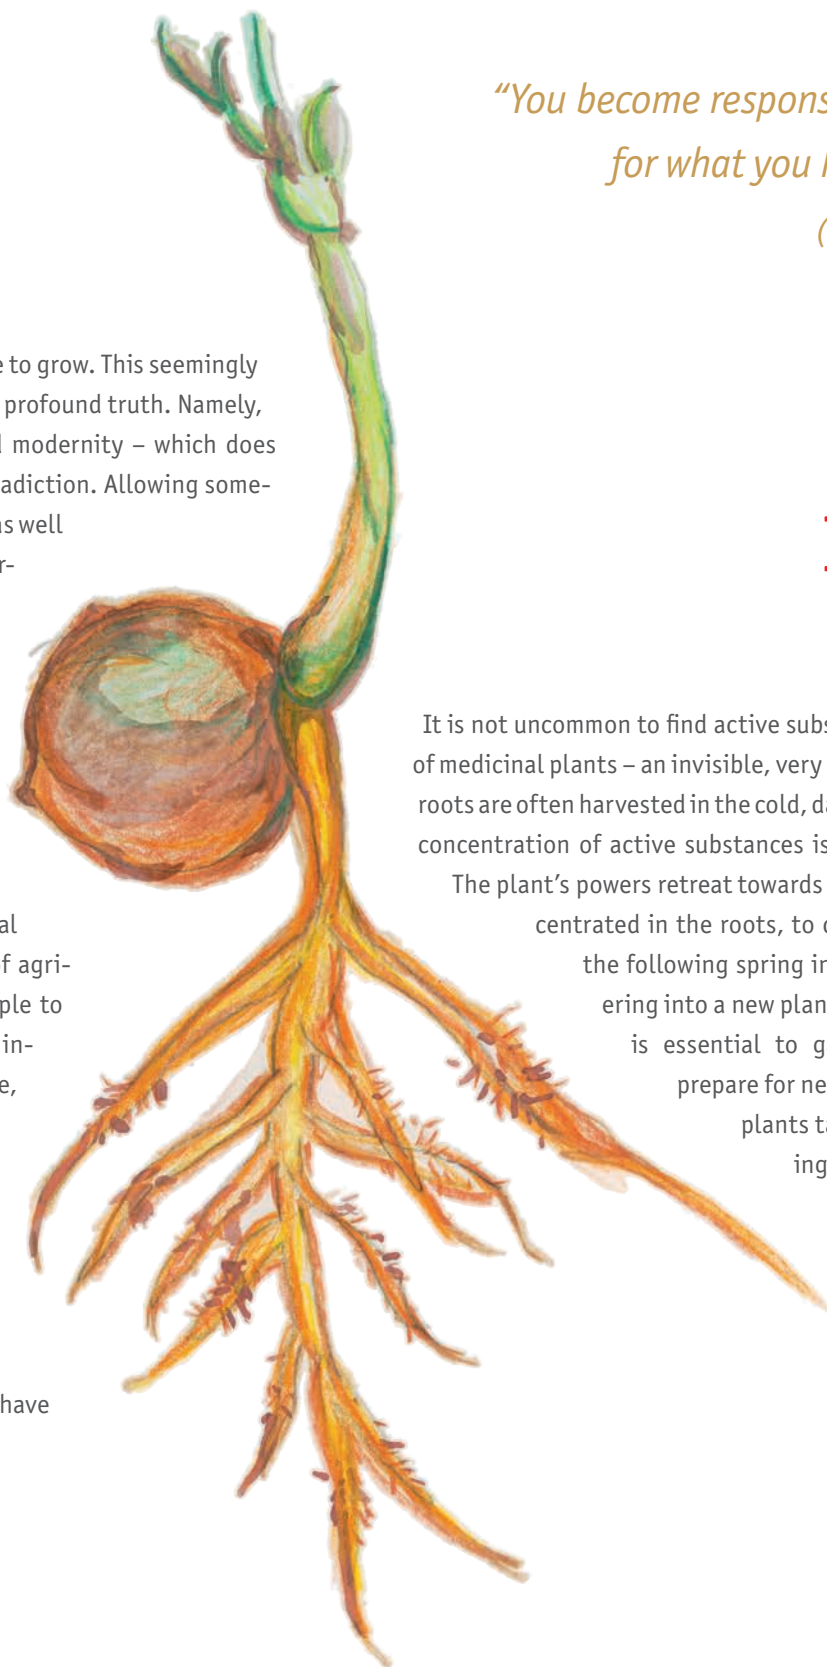 “You become respons
for what you
(
e to grow. This seemingly
profound truth. Namely,
modernity – which does
adiction. Allowing some-
as well
r-
It is not uncommon to find active subs
of medicinal plants – an invisible, very
roots are often harvested in the cold, da
concentration of active substances is
The plant’s powers retreat towards
centrated in the roots, to
the following spring in
ering into a new plan
is essential to g
prepare for ne
plants ta
ing
al
f agri-
ple to
in-
e,
have